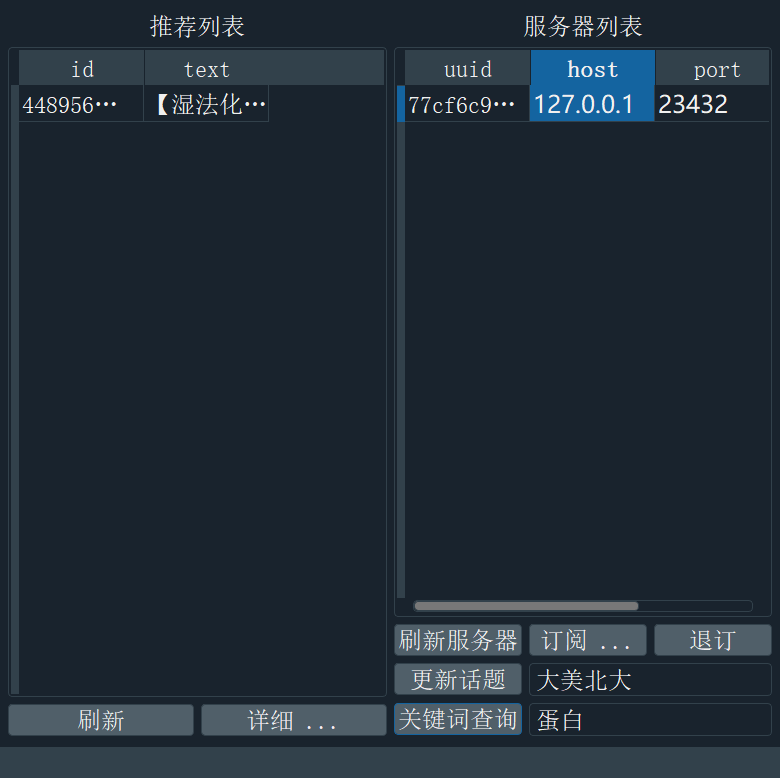 推荐列表
id text
448956… 【湿法化…
刷新 详细 ...
服务器列表
uuid host port
77cf6c9… 127.0.0.1 23432
刷新服务器 订阅 ... 退订
更新话题 大美北大
关键词查询 蛋白